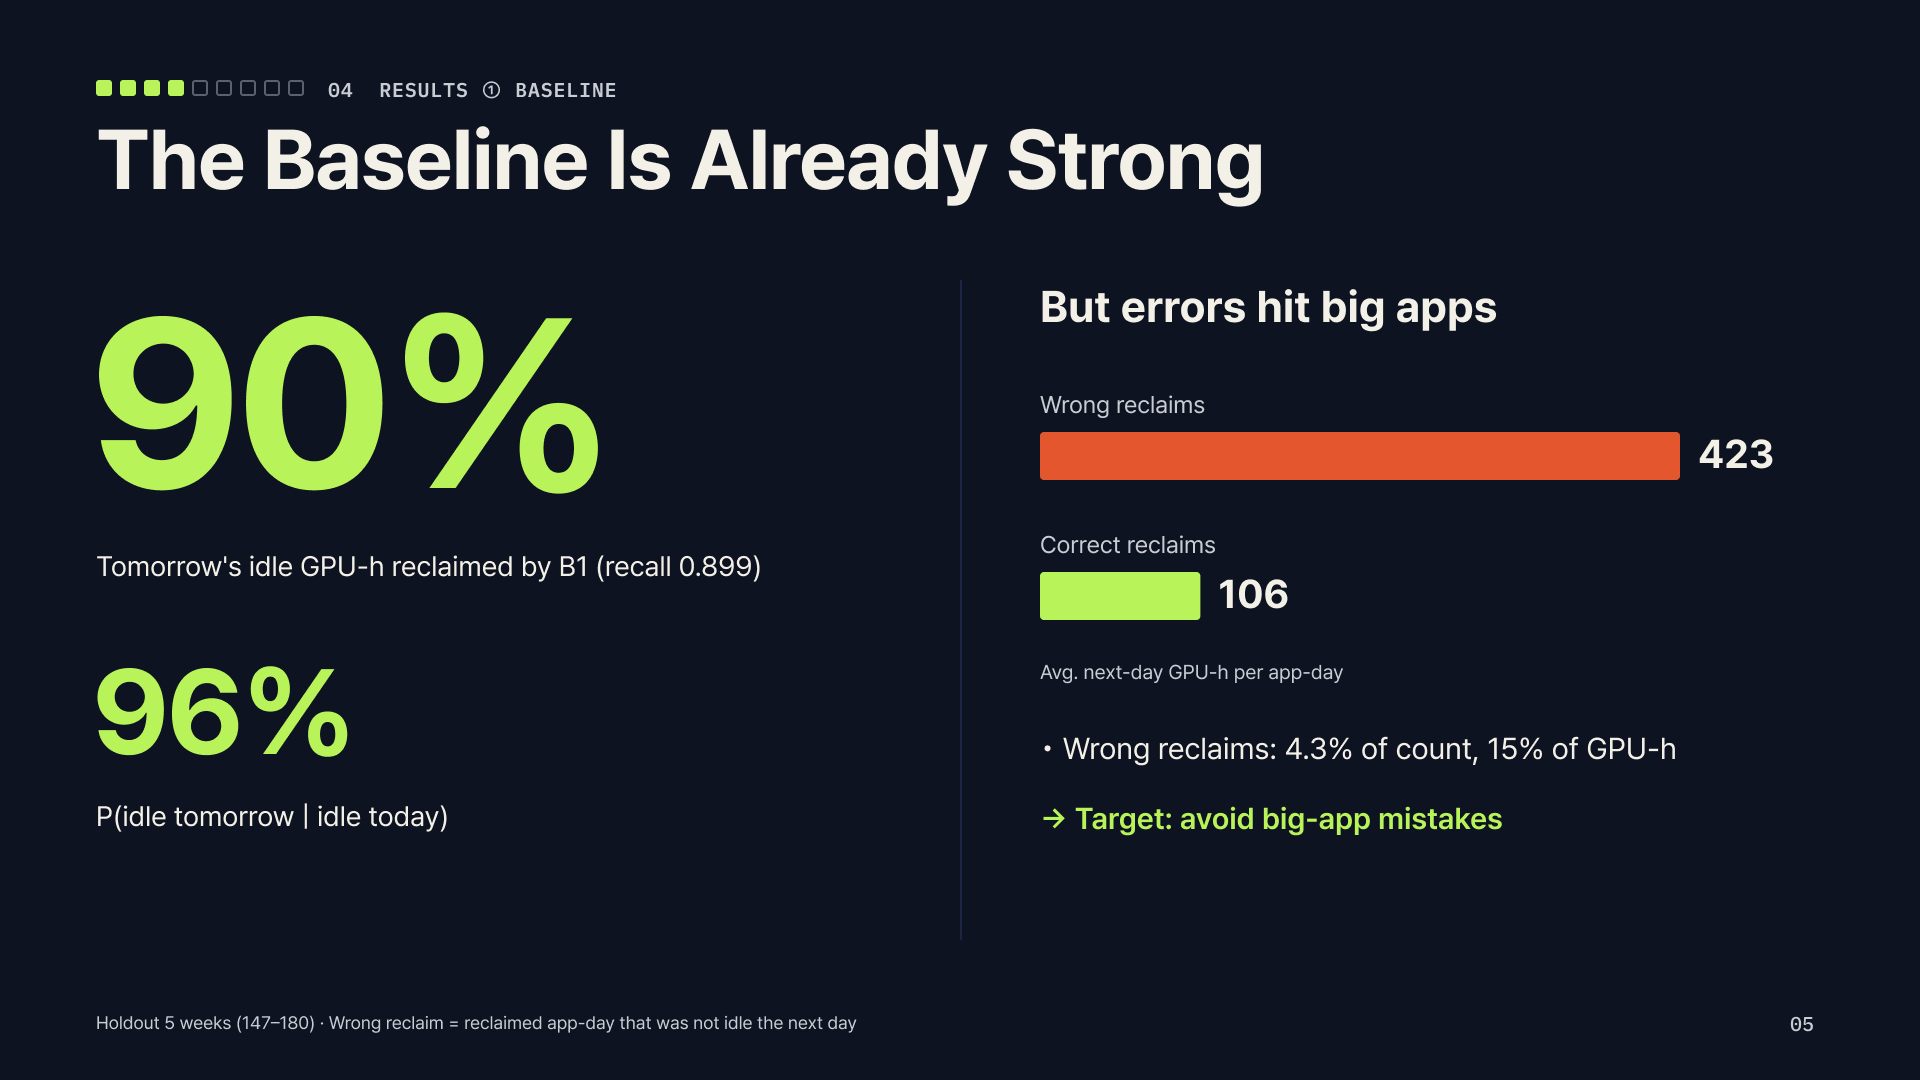 04 RESULTS ① BASELINE
The Baseline Is Already Strong
90%
Tomorrow's idle GPU-h reclaimed by B1 (recall 0.899)
96%
P(idle tomorrow | idle today)
But errors hit big apps
Wrong reclaims
423
Correct reclaims
106
Avg. next-day GPU-h per app-day
• Wrong reclaims: 4.3% of count, 15% of GPU-h
→ Target: avoid big-app mistakes
Holdout 5 weeks (147–180) · Wrong reclaim = reclaimed app-day that was not idle the next day
05